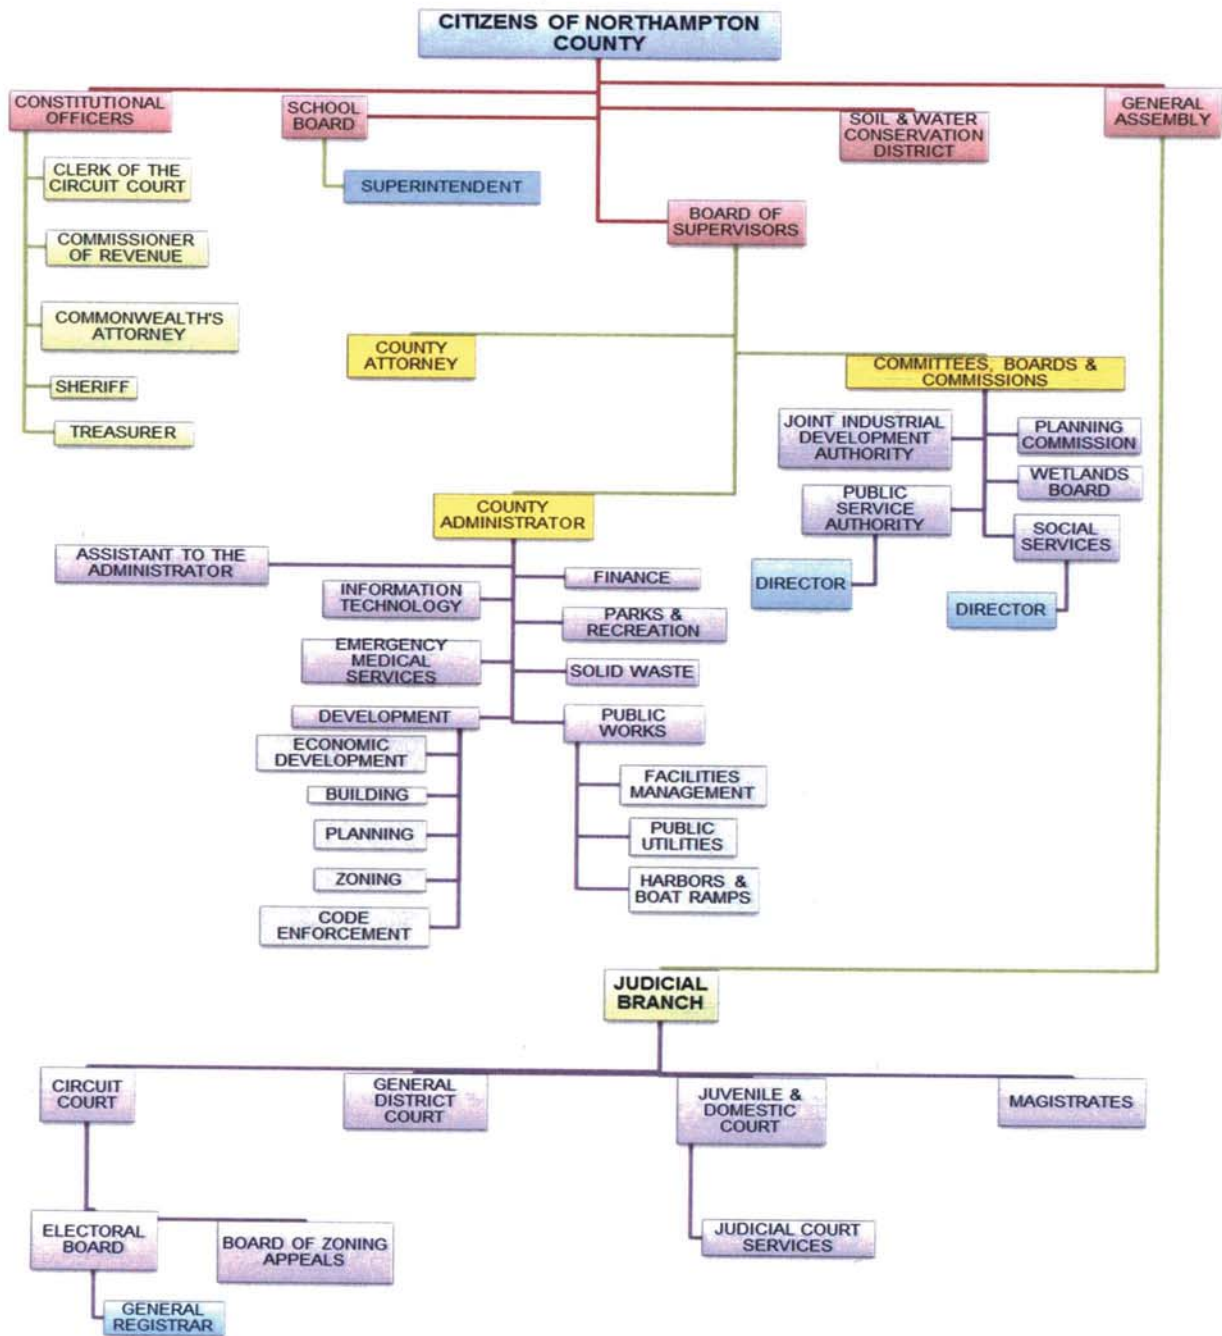 CITIZENS OF NORTHAMPTON
COUNTY
CONSTITUTIONAL
OFFICERS
SCHOOL
BOARD
SOIL & WATER
CONSERVATION
DISTRICT
GENERAL
ASSEMBLY
CLERK OF THE
CIRCUIT COURT
SUPERINTENDENT
BOARD OF
SUPERVISORS
COMMISSIONER
OF REVENUE
COMMONWEALTH'S
ATTORNEY
SHERIFF
TREASURER
COUNTY
ATTORNEY
COMMITTEES, BOARDS &
COMMISSIONS
JOINT INDUSTRIAL
DEVELOPMENT
AUTHORITY
PLANNING
COMMISSION
WETLANDS
BOARD
PUBLIC
SERVICE
AUTHORITY
SOCIAL
SERVICES
DIRECTOR
DIRECTOR
COUNTY
ADMINISTRATOR
ASSISTANT TO THE
ADMINISTRATOR
FINANCE
INFORMATION
TECHNOLOGY
PARKS &
RECREATION
EMERGENCY
MEDICAL
SERVICES
SOLID WASTE
DEVELOPMENT
PUBLIC
WORKS
ECONOMIC
DEVELOPMENT
BUILDING
PLANNING
ZONING
CODE
ENFORCEMENT
FACILITIES
MANAGEMENT
PUBLIC
UTILITIES
HARBORS &
BOAT RAMPS
JUDICIAL
BRANCH
CIRCUIT
COURT
GENERAL
DISTRICT
COURT
JUVENILE &
DOMESTIC
COURT
MAGISTRATES
ELECTORAL
BOARD
BOARD OF ZONING
APPEALS
JUDICIAL COURT
SERVICES
GENERAL
REGISTRAR